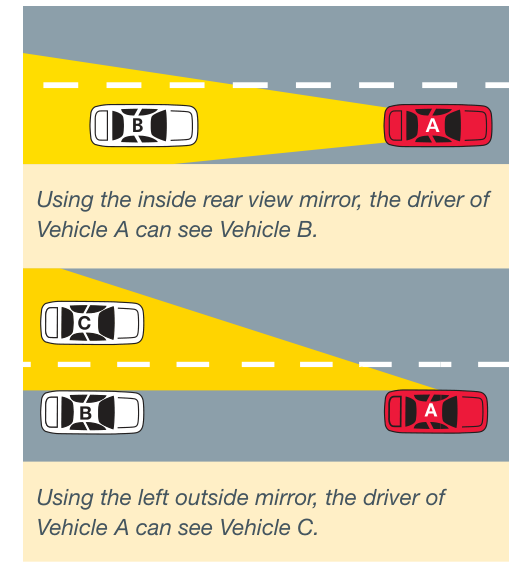 B
A
Using the inside rear view mirror, the driver of
Vehicle A can see Vehicle B.
C
B
A
Using the left outside mirror, the driver of
Vehicle A can see Vehicle C.